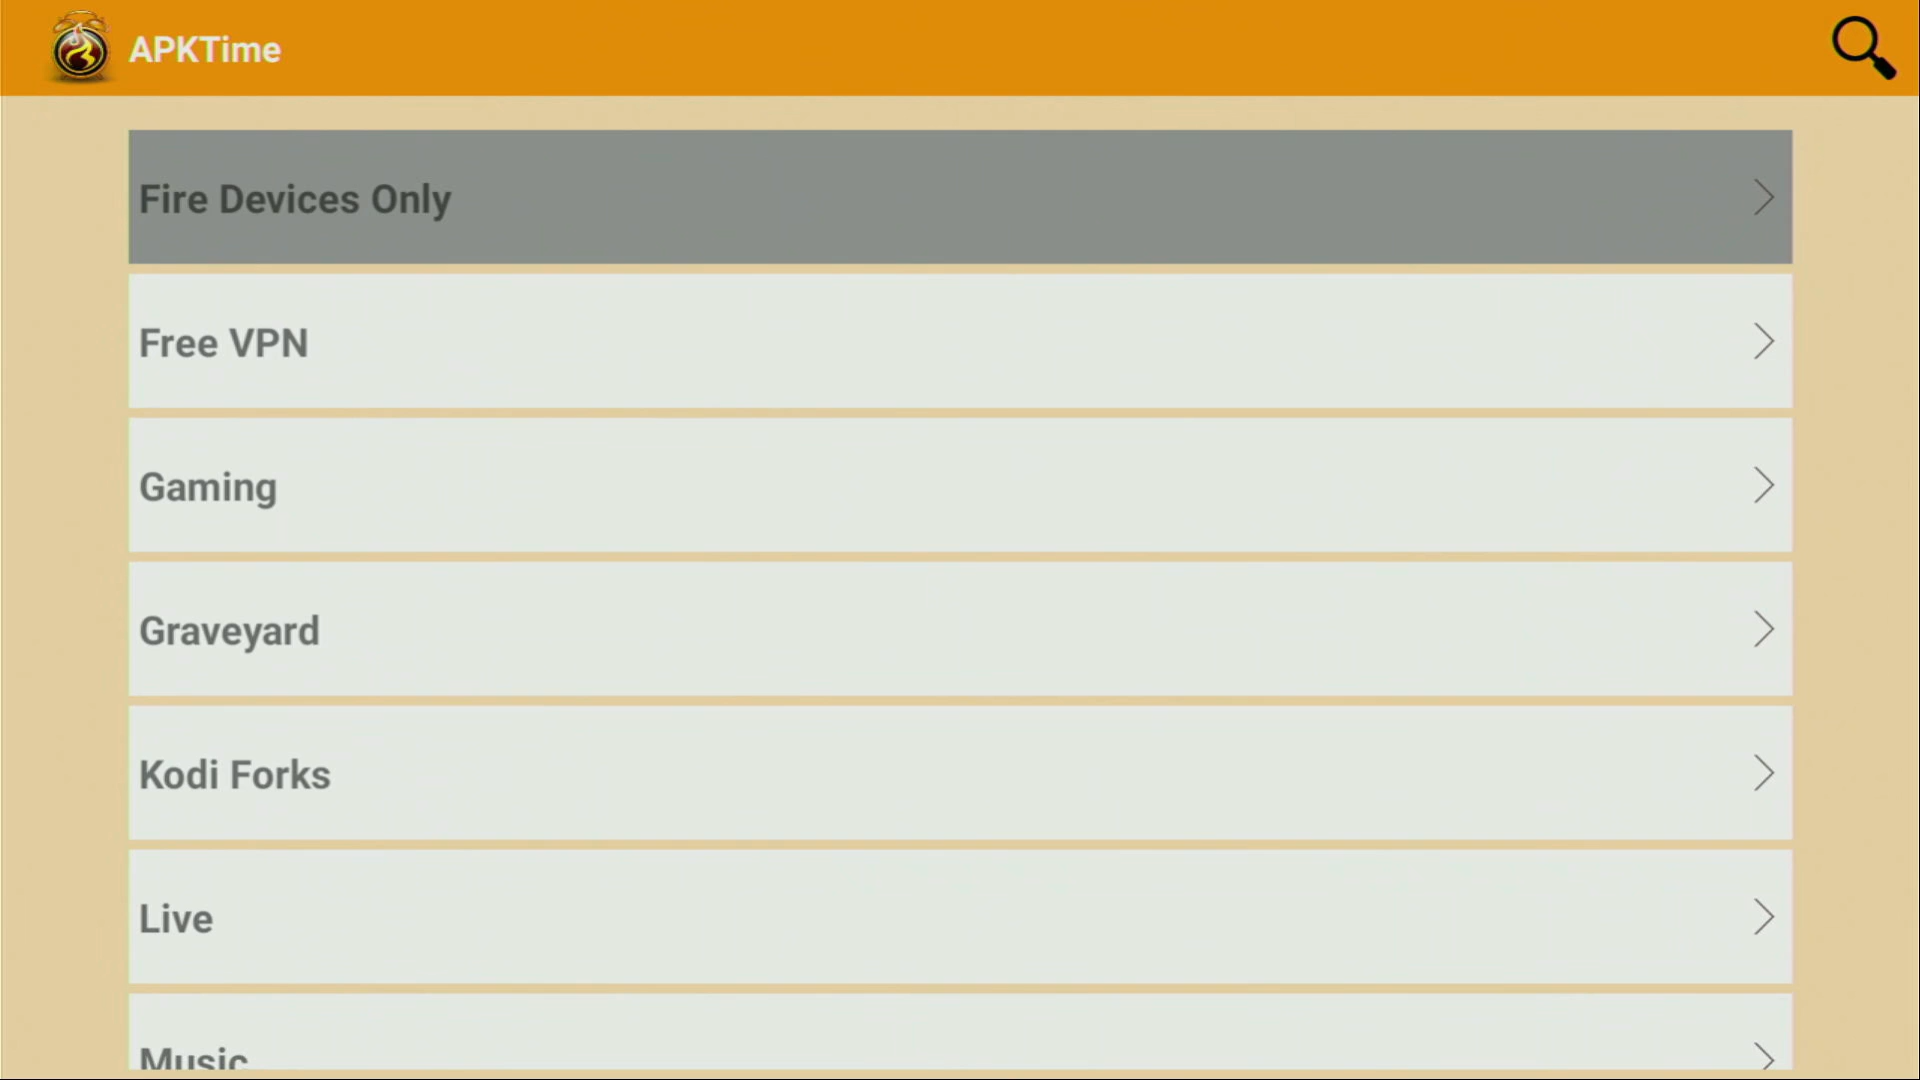 APKTime
Fire Devices Only
Free VPN
Gaming
Graveyard
Kodi Forks
Live
Music